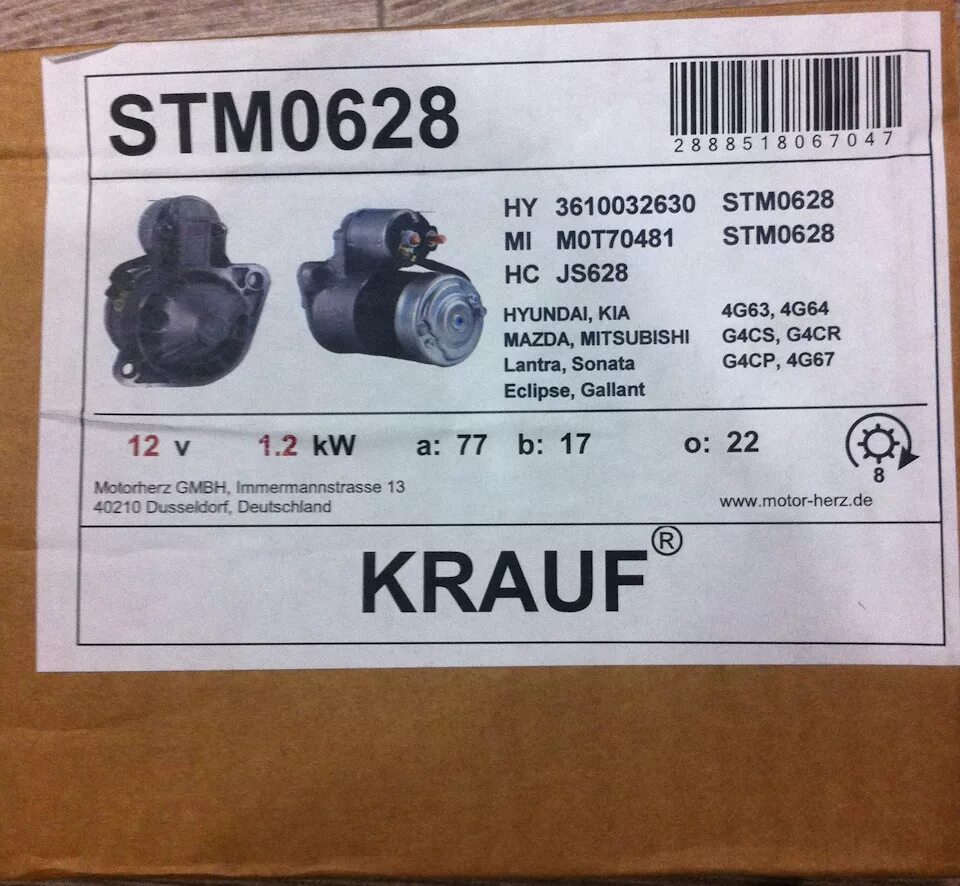 STM0628
2888518067047
HY 3610032630 STM0628
MI M0T70481 STM0628
HC JS628
HYUNDAI, KIA 4G63, 4G64
MAZDA, MITSUBISHI G4CS, G4CR
Lantra, Sonata G4CP, 4G67
Eclipse, Gallant
12 v 1.2 kW a: 77 b: 17 o: 22
8
Motorherz GMBH, Immermannstrasse 13
40210 Dusseldorf, Deutschland
www.motor-herz.de
KRAUF®